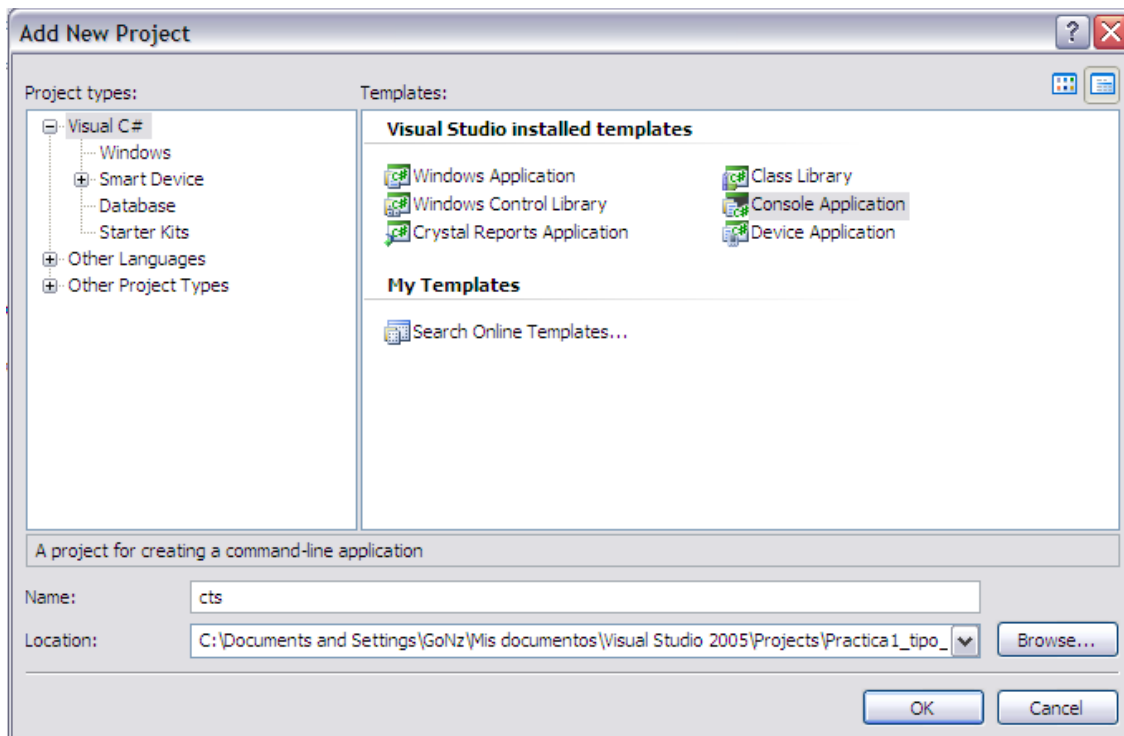 Add New Project
Project types:
Templates:
Visual C#
Windows
Smart Device
Database
Starter Kits
Other Languages
Other Project Types
Visual Studio installed templates
Windows Application
Class Library
Windows Control Library
Console Application
Crystal Reports Application
Device Application
My Templates
Search Online Templates...
A project for creating a command-line application
Name:
cts
Location:
C:\Documents and Settings\GoNz\Mis documentos\Visual Studio 2005\Projects\Practica1_tipo_
Browse...
OK
Cancel